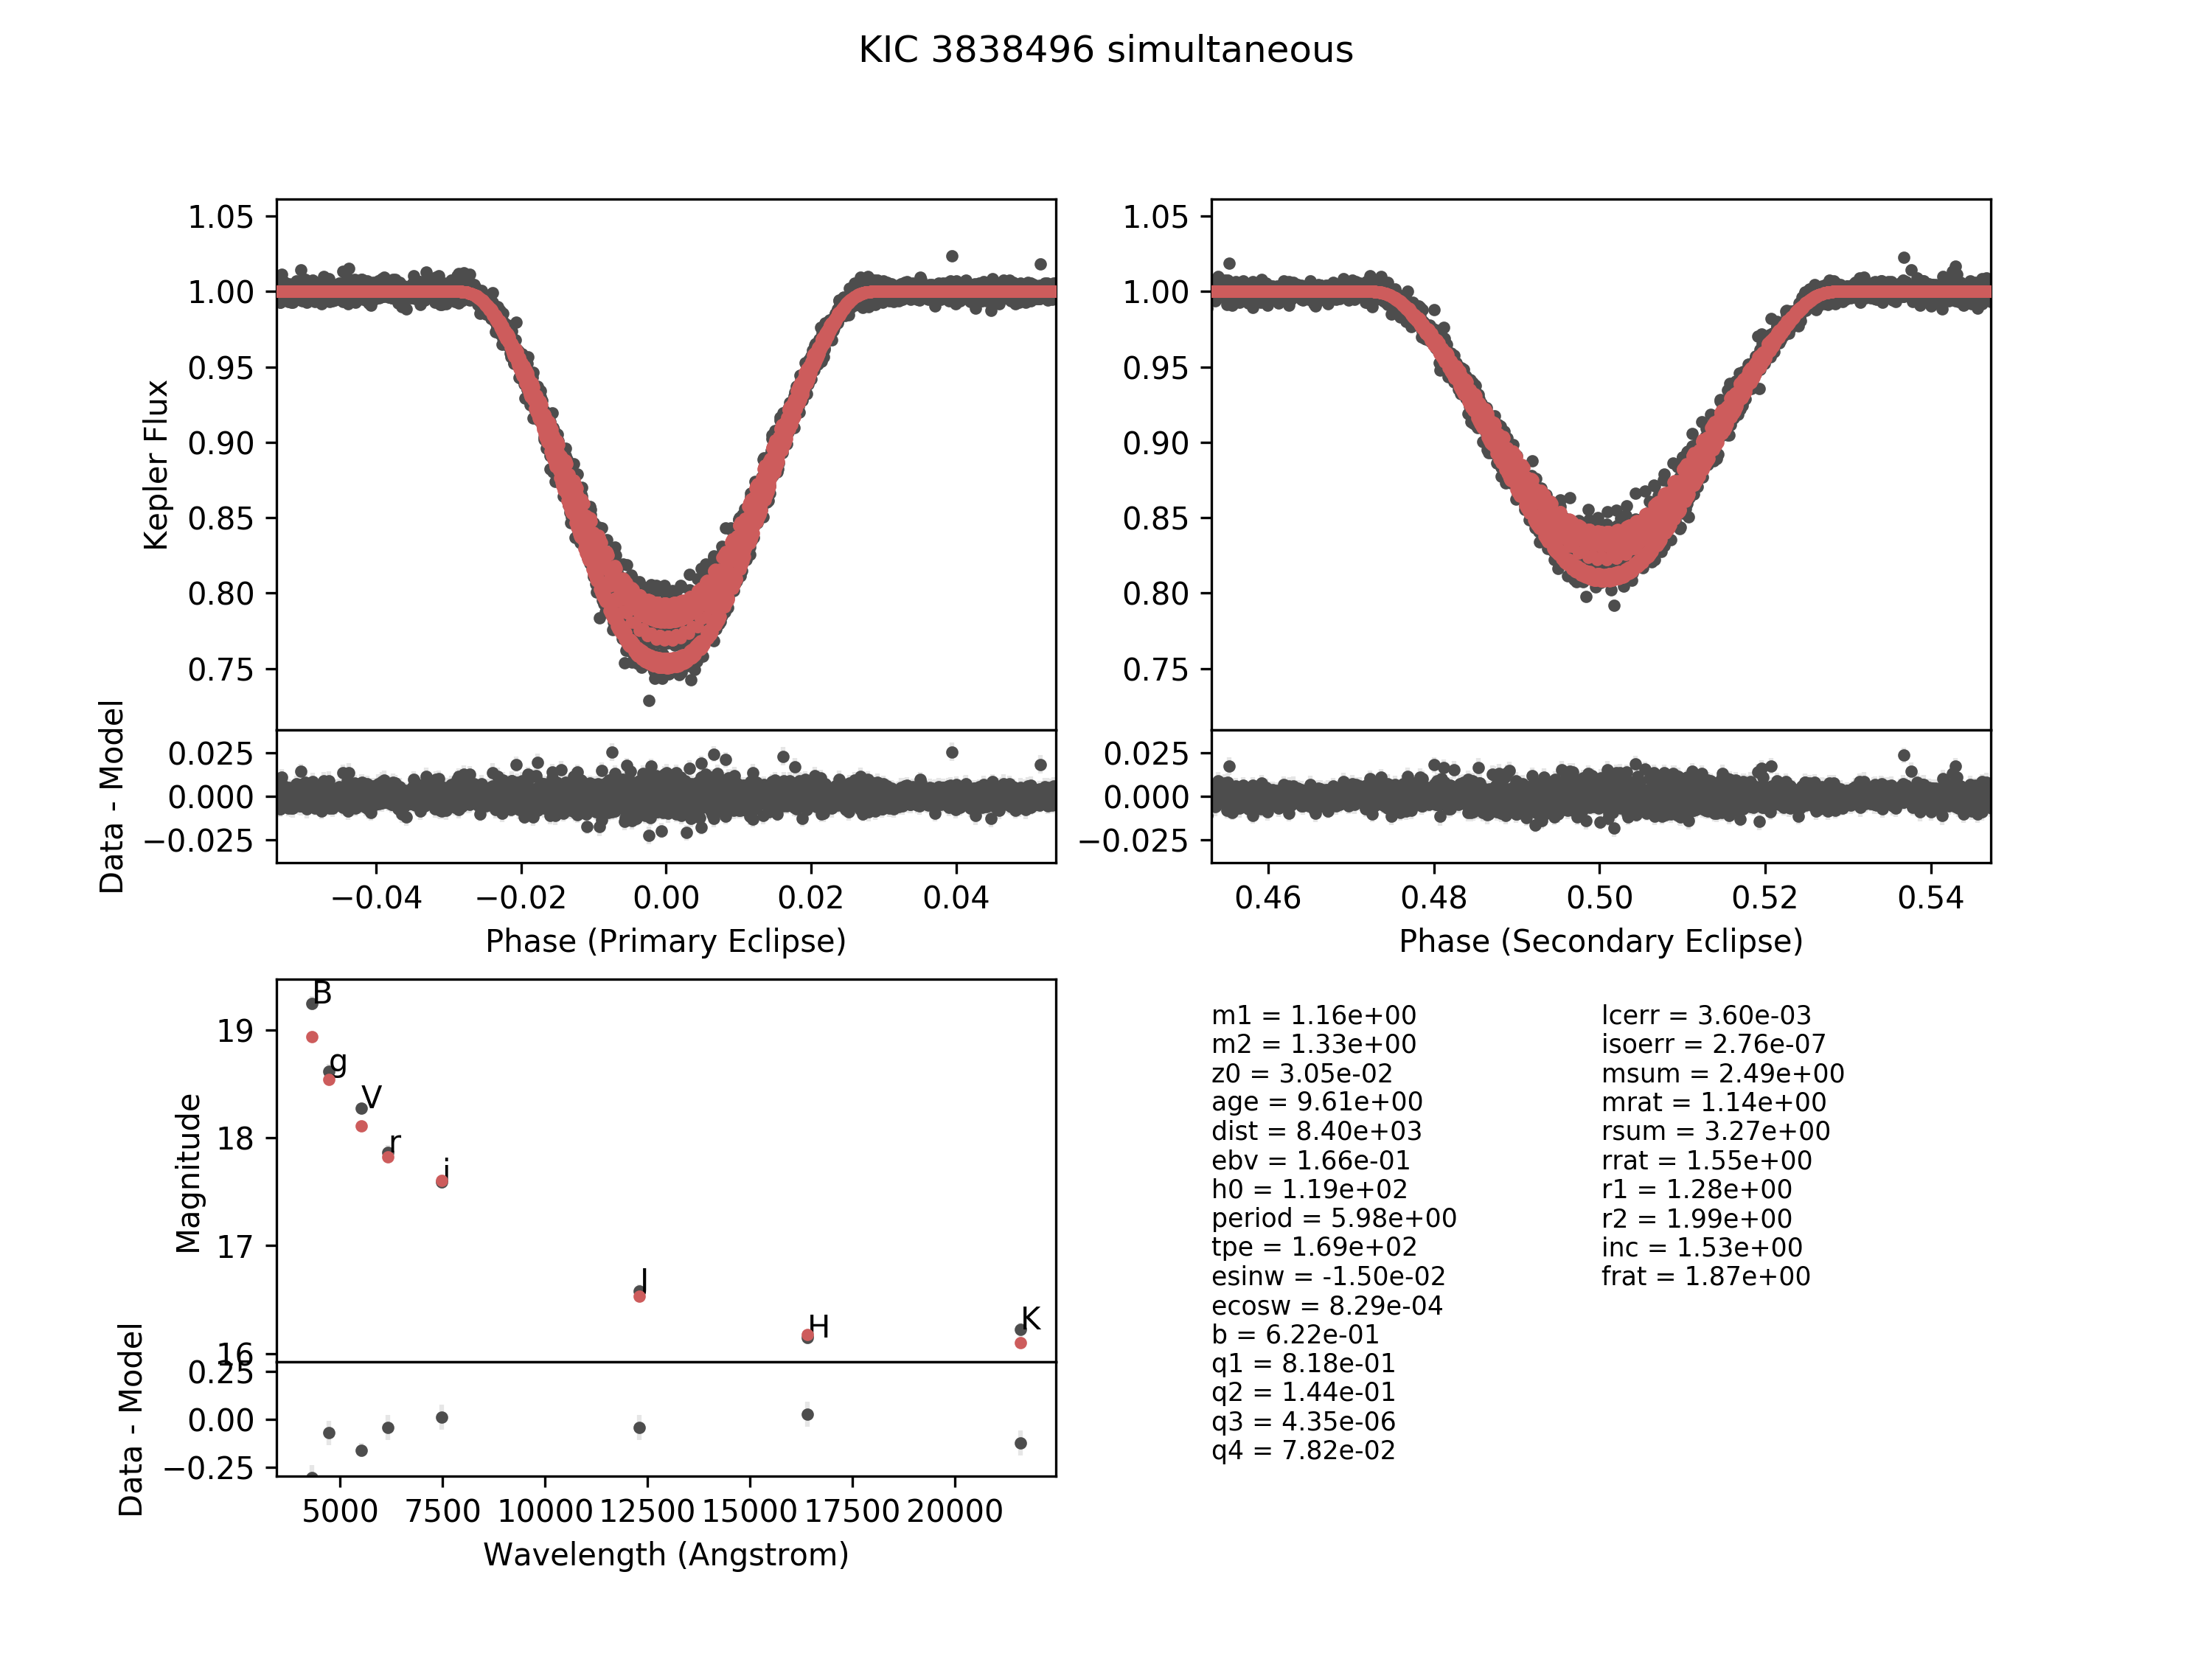 KIC 3838496 simultaneous
1.05
1.00
0.95
0.90
0.85
0.80
0.75
Kepler Flux
1.05
1.00
0.95
0.90
0.85
0.80
0.75
0.025
0.000
−0.025
Data - Model
0.025
0.000
−0.025
−0.04 −0.02 0.00 0.02 0.04
Phase (Primary Eclipse)
0.46 0.48 0.50 0.52 0.54
Phase (Secondary Eclipse)
19
18
17
16
Magnitude
B
g
V
r
i
J
H
K
0.25
0.00
−0.25
Data - Model
5000 7500 10000 12500 15000 17500 20000
Wavelength (Angstrom)
m1 = 1.16e+00
m2 = 1.33e+00
z0 = 3.05e-02
age = 9.61e+00
dist = 8.40e+03
ebv = 1.66e-01
h0 = 1.19e+02
period = 5.98e+00
tpe = 1.69e+02
esinw = -1.50e-02
ecosw = 8.29e-04
b = 6.22e-01
q1 = 8.18e-01
q2 = 1.44e-01
q3 = 4.35e-06
q4 = 7.82e-02
lcerr = 3.60e-03
isoerr = 2.76e-07
msum = 2.49e+00
mrat = 1.14e+00
rsum = 3.27e+00
rrat = 1.55e+00
r1 = 1.28e+00
r2 = 1.99e+00
inc = 1.53e+00
frat = 1.87e+00